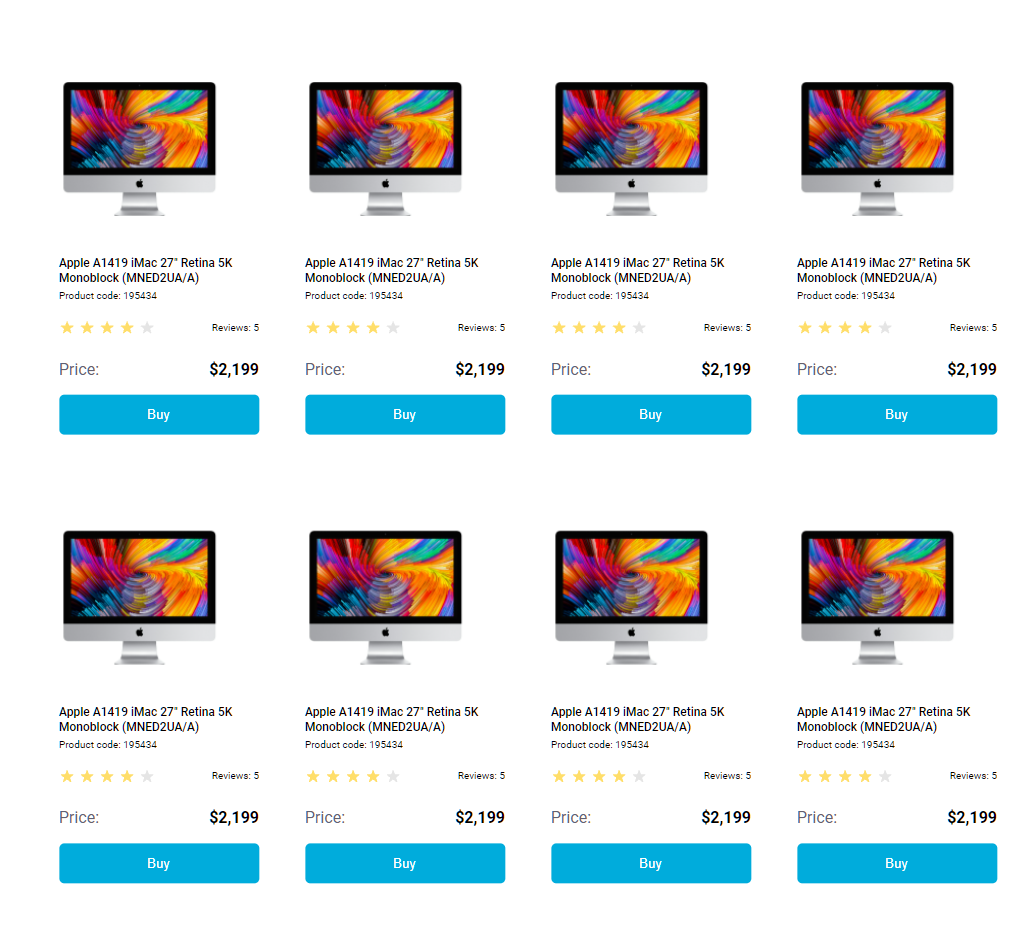 Apple A1419 iMac 27" Retina 5K
Monoblock (MNED2UA/A)
Product code: 195434
Reviews: 5
Price: $2,199
Buy
Apple A1419 iMac 27" Retina 5K
Monoblock (MNED2UA/A)
Product code: 195434
Reviews: 5
Price: $2,199
Buy
Apple A1419 iMac 27" Retina 5K
Monoblock (MNED2UA/A)
Product code: 195434
Reviews: 5
Price: $2,199
Buy
Apple A1419 iMac 27" Retina 5K
Monoblock (MNED2UA/A)
Product code: 195434
Reviews: 5
Price: $2,199
Buy
Apple A1419 iMac 27" Retina 5K
Monoblock (MNED2UA/A)
Product code: 195434
Reviews: 5
Price: $2,199
Buy
Apple A1419 iMac 27" Retina 5K
Monoblock (MNED2UA/A)
Product code: 195434
Reviews: 5
Price: $2,199
Buy
Apple A1419 iMac 27" Retina 5K
Monoblock (MNED2UA/A)
Product code: 195434
Reviews: 5
Price: $2,199
Buy
Apple A1419 iMac 27" Retina 5K
Monoblock (MNED2UA/A)
Product code: 195434
Reviews: 5
Price: $2,199
Buy